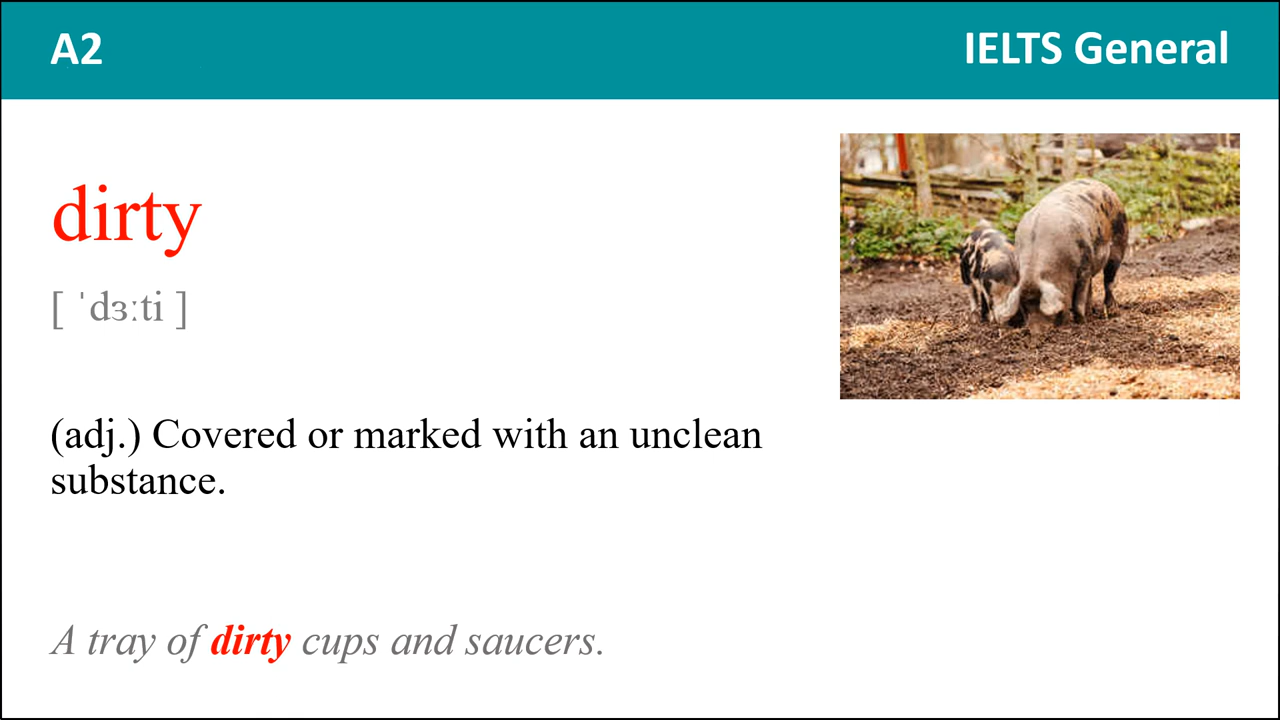 A2
IELTS General
dirty
[ ˈdɜːti ]
(adj.) Covered or marked with an unclean
substance.
A tray of dirty cups and saucers.